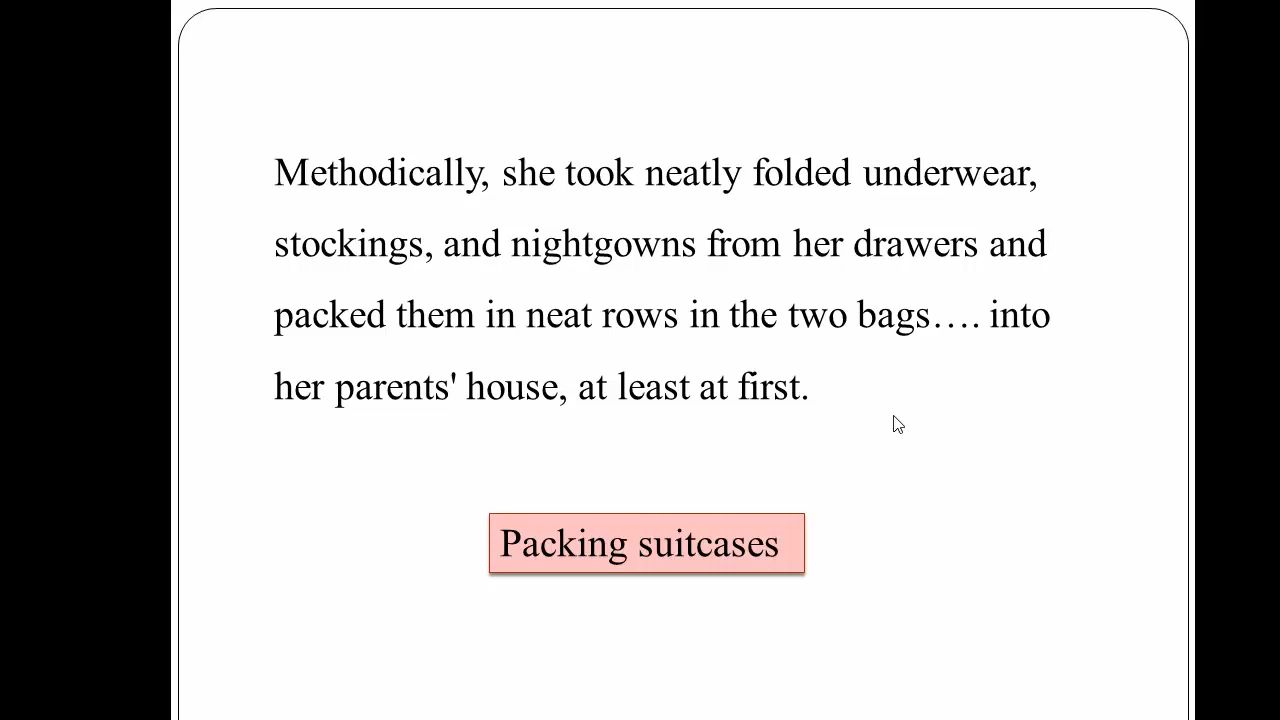 Methodically, she took neatly folded underwear,
stockings, and nightgowns from her drawers and
packed them in neat rows in the two bags…. into
her parents' house, at least at first.
Packing suitcases